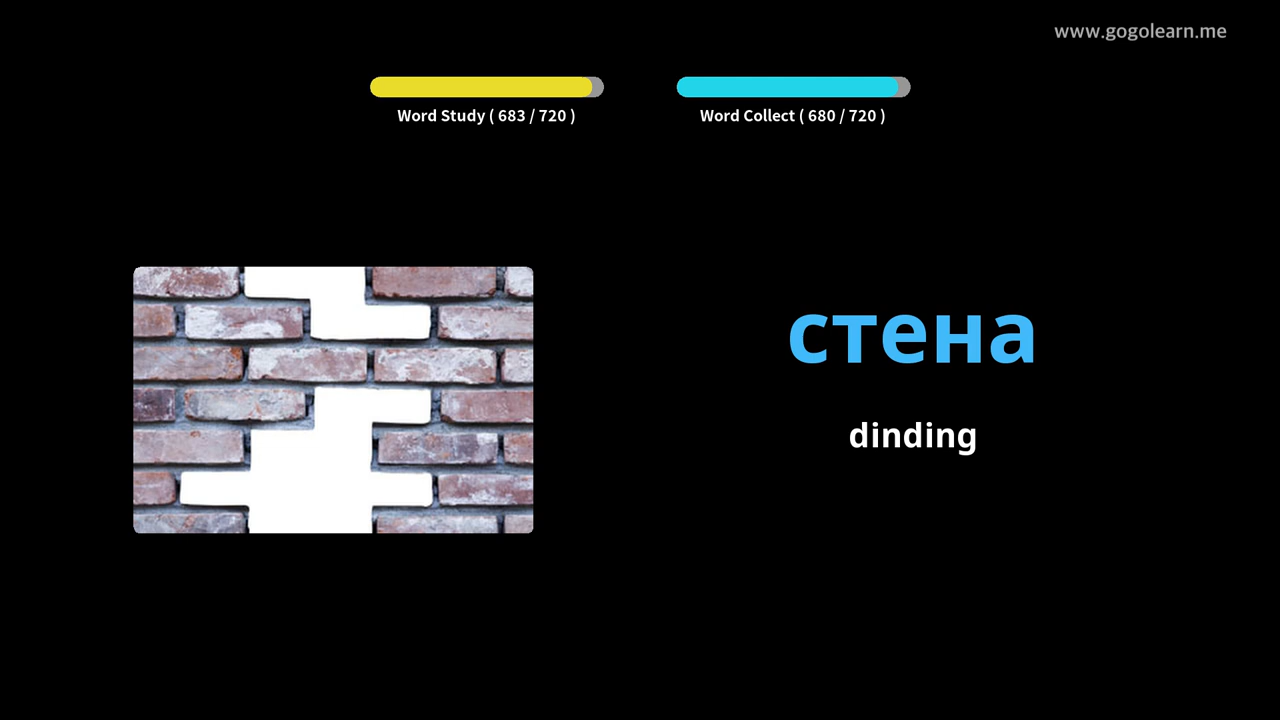 www.gogolearn.me
Word Study ( 683 / 720 )
Word Collect ( 680 / 720 )
стена
dinding